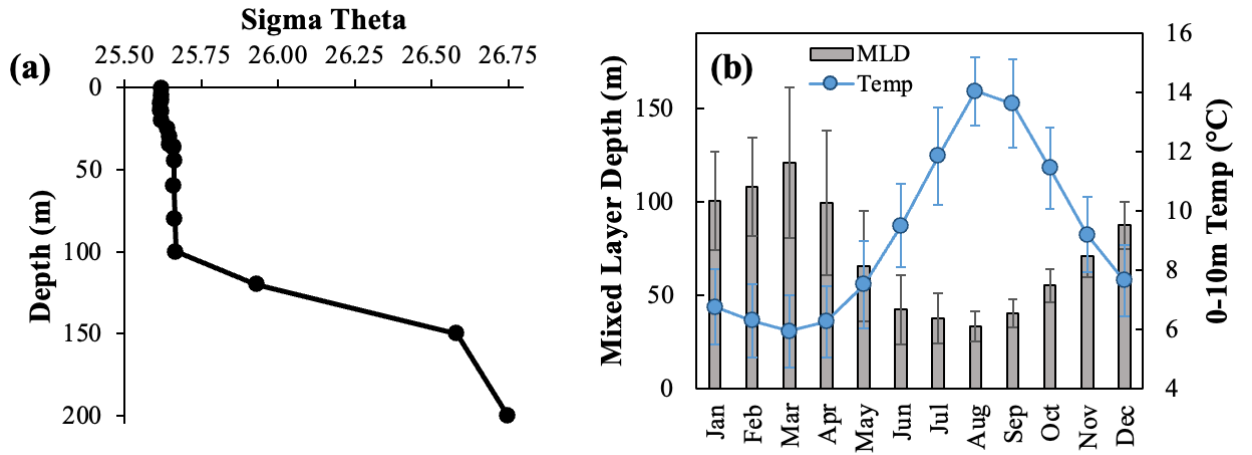 Sigma Theta
25.50 25.75 26.00 26.25 26.50 26.75
(a)
Depth (m)
0
50
100
150
200
(b)
MLD
Temp
Mixed Layer Depth (m)
150
100
50
0
0-10m Temp (°C)
16
14
12
10
8
6
4
Jan Feb Mar Apr May Jun Jul Aug Sep Oct Nov Dec